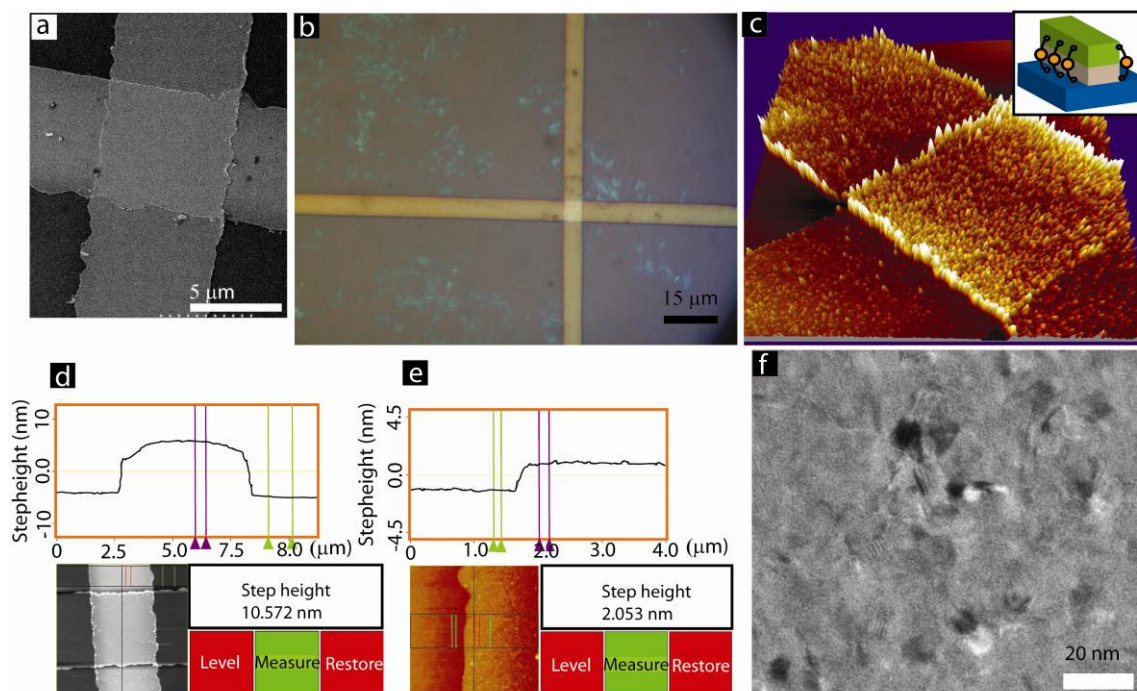 a
5 μm
b
15 μm
c
d
Stepheight (nm)
10
0.0
-10
0
2.5
5.0
7.5
8.0
(μm)
Step height
10.572 nm
Level
Measure
Restore
e
Stepheight (nm)
4.5
0.0
-4.5
0
1.0
2.0
3.0
4.0
(μm)
Step height
2.053 nm
Level
Measure
Restore
f
20 nm